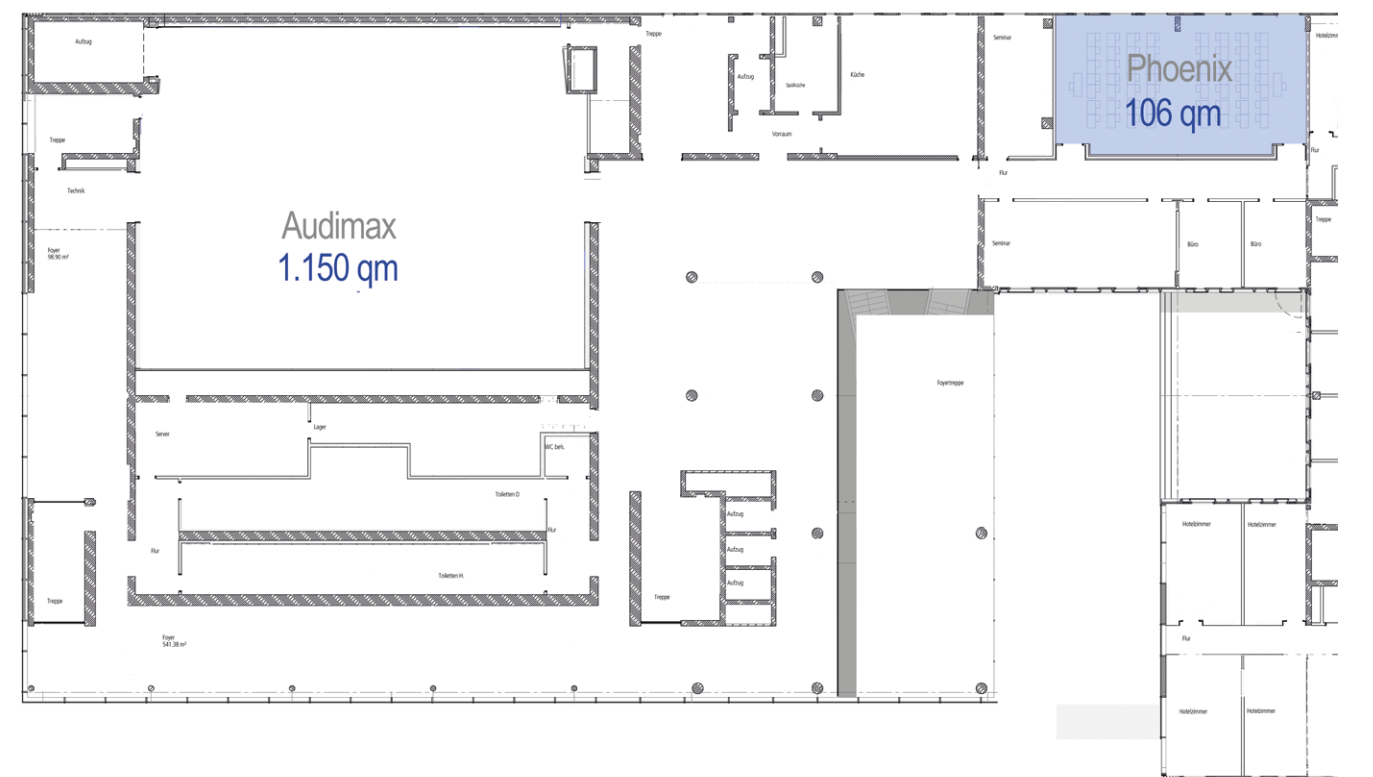 Aufzug
Treppe
Technik
Foyer
98.90 m²
Audimax
1.150 qm
Treppe
Aufzug
Spülküche
Küche
Vorraum
Seminar
Phoenix
106 qm
Hotelzimm
Flur
Flur
Treppe
Seminar
Büro
Büro
Foyertreppe
Server
Lager
WC beh.
Toiletten D
Flur
Flur
Toiletten H.
Treppe
Aufzug
Aufzug
Aufzug
Treppe
Foyer
541.38 m²
Hotelzimmer
Hotelzimmer
Flur
Hotelzimmer
Hotelzimmer